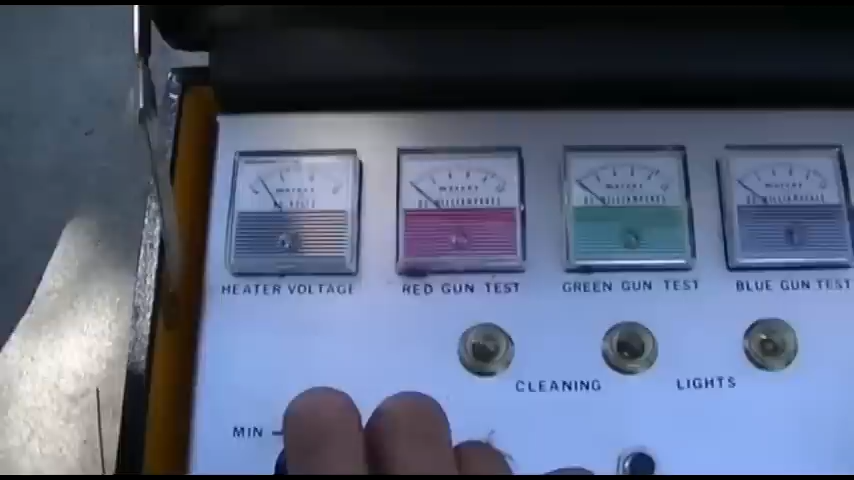 HEATER VOLTAGE
RED GUN TEST
GREEN GUN TEST
BLUE GUN TEST
CLEANING LIGHTS
MIN